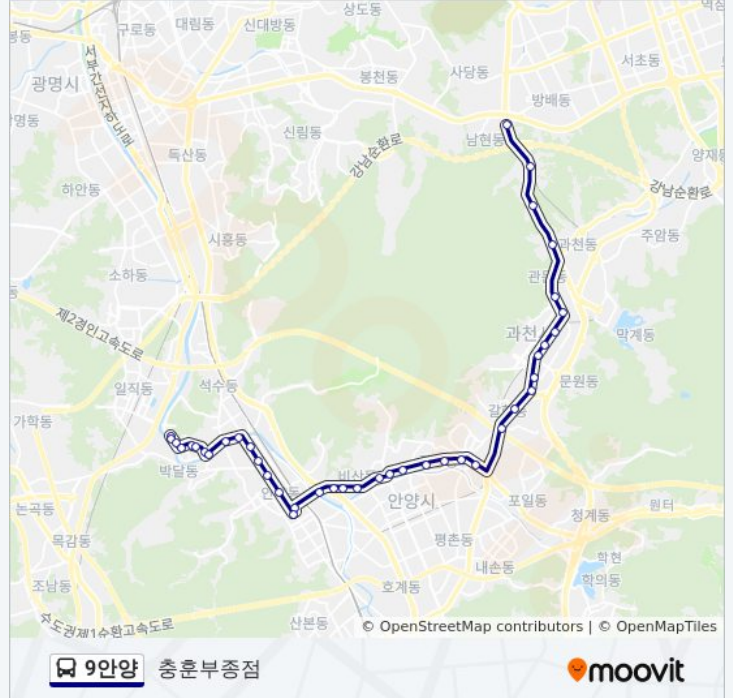 상도동
역삼
구로동
대림동
신대방동
서초동
서부간선지하도로
광명시
봉천동
사당동
방배동
신림동
남현동
독산동
강남순환로
양재동
하안동
강남순환로
시흥동
과천동
주암동
소하동
관문동
제2경인고속도로
과천시
막계동
일직동
석수동
문원동
가학동
갈현동
박달동
비산동
안양시
포일동
원터
논곡동
청계동
목감동
평촌동
학현
내손동
조남동
호계동
학의동
수도권제1순환고속도로
산본동
© OpenStreetMap contributors | © OpenMapTiles
9안양 충훈부종점
moovit